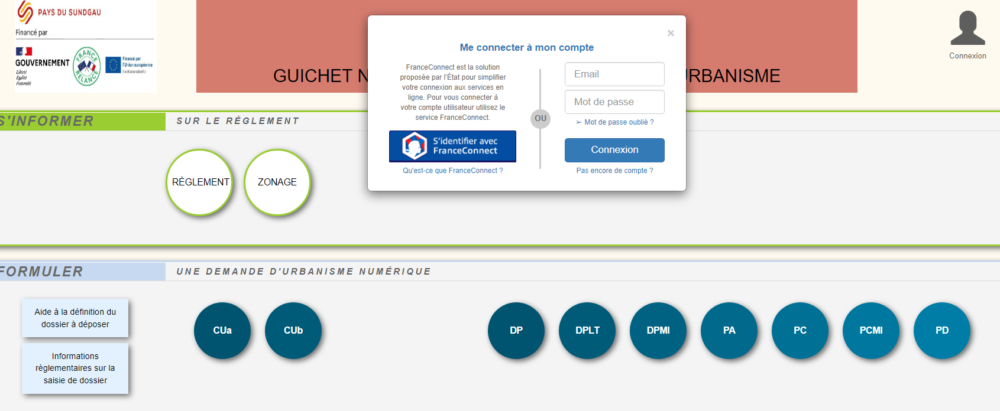 PAYS DU SUNDGAU
Financé par
GOUVERNEMENT
Liberté
Égalité
Fraternité
FRANCE
RELANCE
Financé par
l'Union européenne
NextGenerationEU
GUICHET N
RBANISME
Connexion
×
Me connecter à mon compte
FranceConnect est la solution
proposée par l'État pour simplifier
votre connexion aux services en
ligne. Pour vous connecter à
votre compte utilisateur utilisez le
service FranceConnect.
S'identifier avec
FranceConnect
Qu'est-ce que FranceConnect ?
OU
Email
Mot de passe
➢ Mot de passe oublié ?
Connexion
Pas encore de compte ?
S'INFORMER
SUR LE RÈGLEMENT
RÈGLEMENT
ZONAGE
FORMULER
UNE DEMANDE D'URBANISME NUMÉRIQUE
Aide à la définition du
dossier à déposer
Informations
règlementaires sur la
saisie de dossier
CUa
CUb
DP
DPLT
DPMI
PA
PC
PCMI
PD